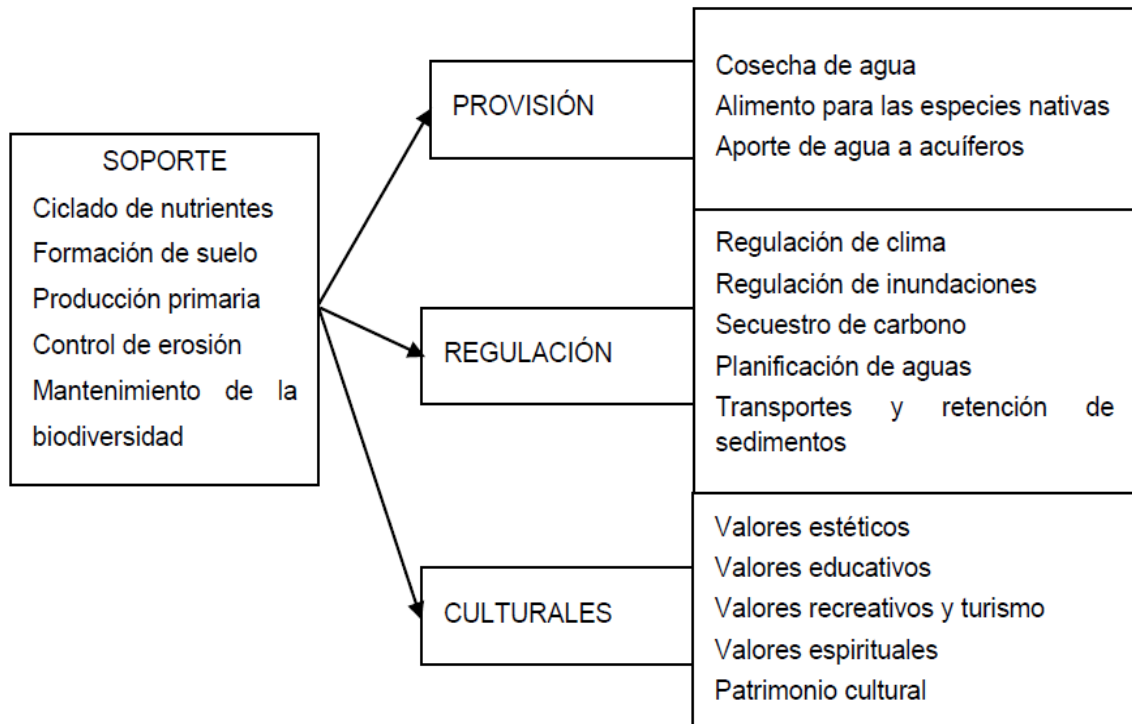 SOPORTE
Ciclado de nutrientes
Formación de suelo
Producción primaria
Control de erosión
Mantenimiento de la
biodiversidad
PROVISIÓN
Cosecha de agua
Alimento para las especies nativas
Aporte de agua a acuíferos
REGULACIÓN
Regulación de clima
Regulación de inundaciones
Secuestro de carbono
Planificación de aguas
Transportes y retención de
sedimentos
CULTURALES
Valores estéticos
Valores educativos
Valores recreativos y turismo
Valores espirituales
Patrimonio cultural